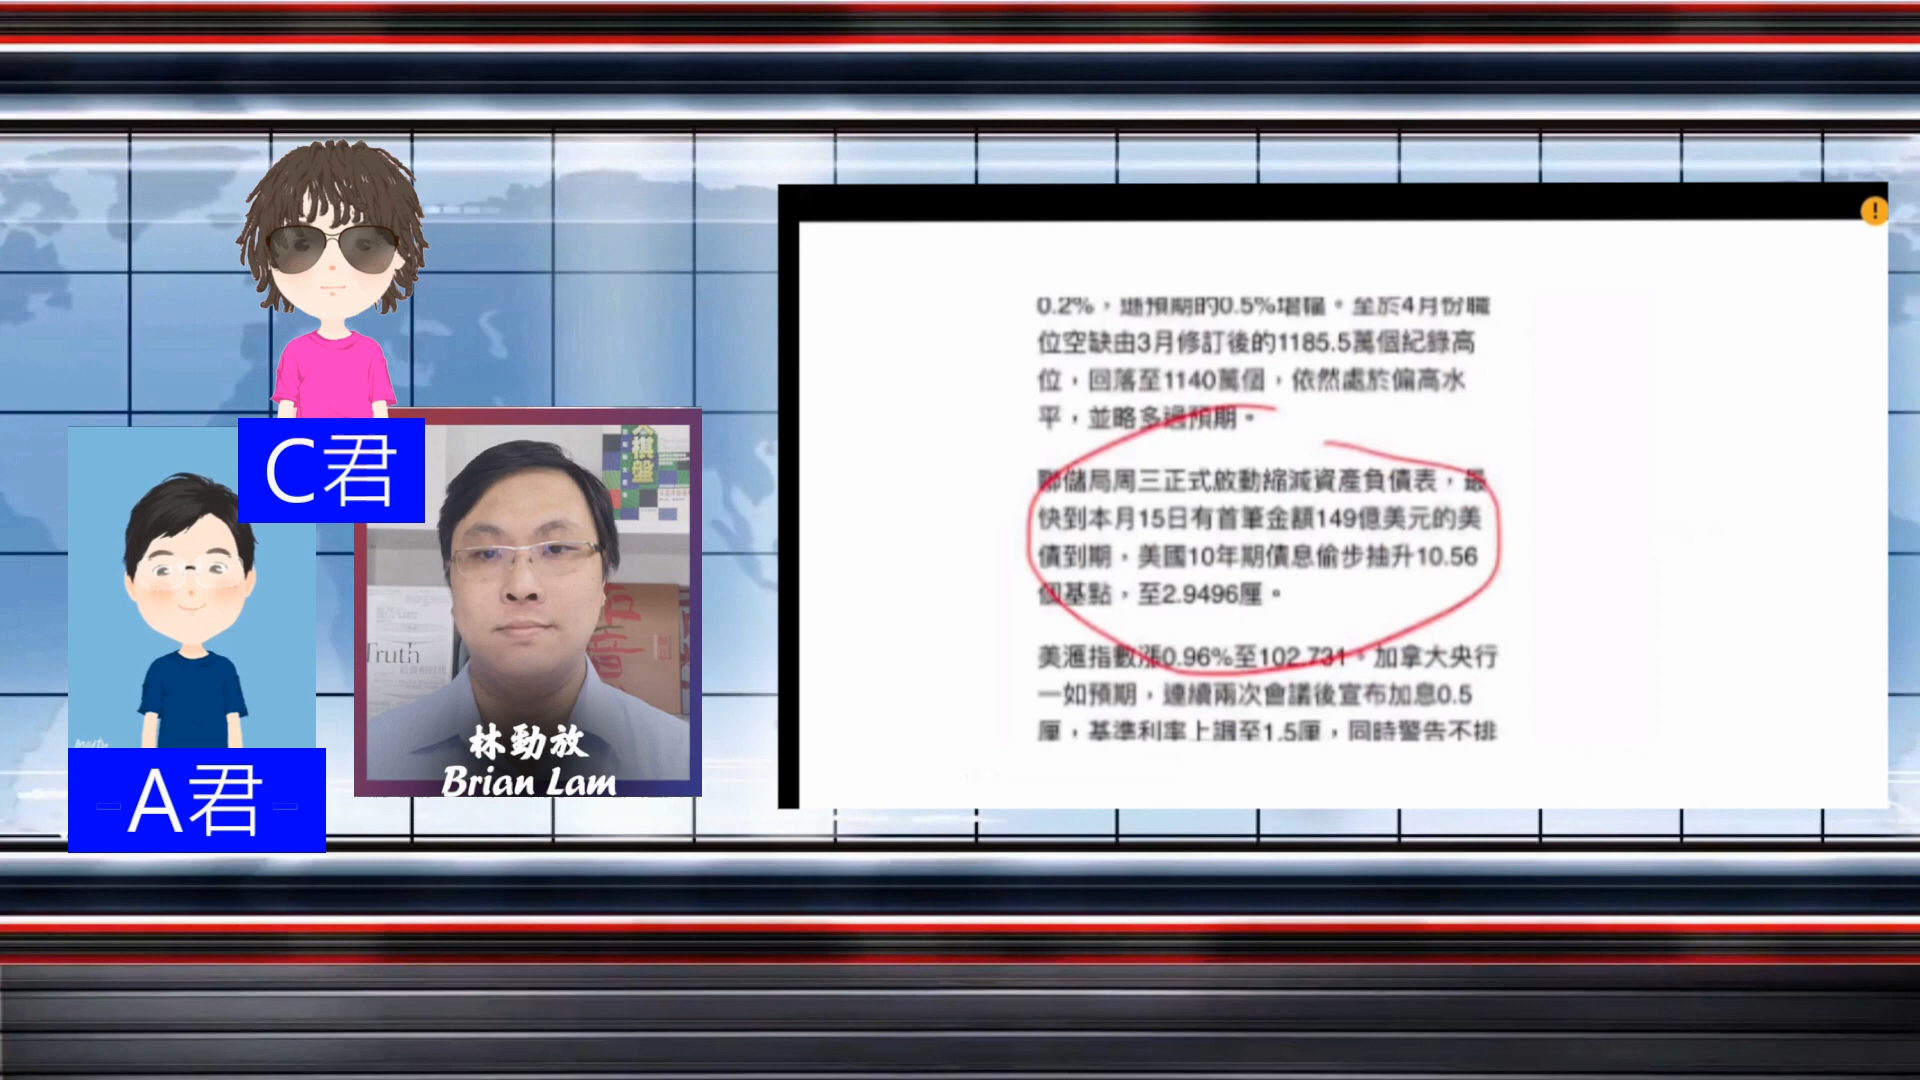 C君
A君
林勁放
Brian Lam
Truth
棋盤
0.2%，遜預期的0.5%增幅。至於4月份職
位空缺由3月修訂後的1185.5萬個紀錄高
位，回落至1140萬個，依然處於偏高水
平，並略多過預期。
聯儲局周三正式啟動縮減資產負債表，最
快到本月15日有首筆金額149億美元的美
債到期，美國10年期債息偷步抽升10.56
個基點，至2.9496厘。
美滙指數漲0.96%至102.731。加拿大央行
一如預期，連續兩次會議後宣布加息0.5
厘，基準利率上調至1.5厘，同時警告不排